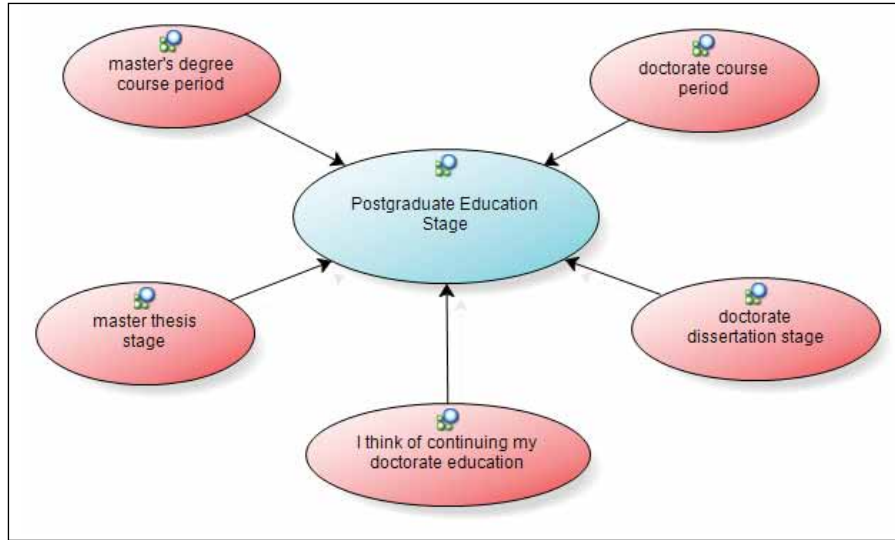 master's degree
course period
doctorate course
period
Postgraduate Education
Stage
master thesis
stage
doctorate
dissertation stage
I think of continuing my
doctorate education